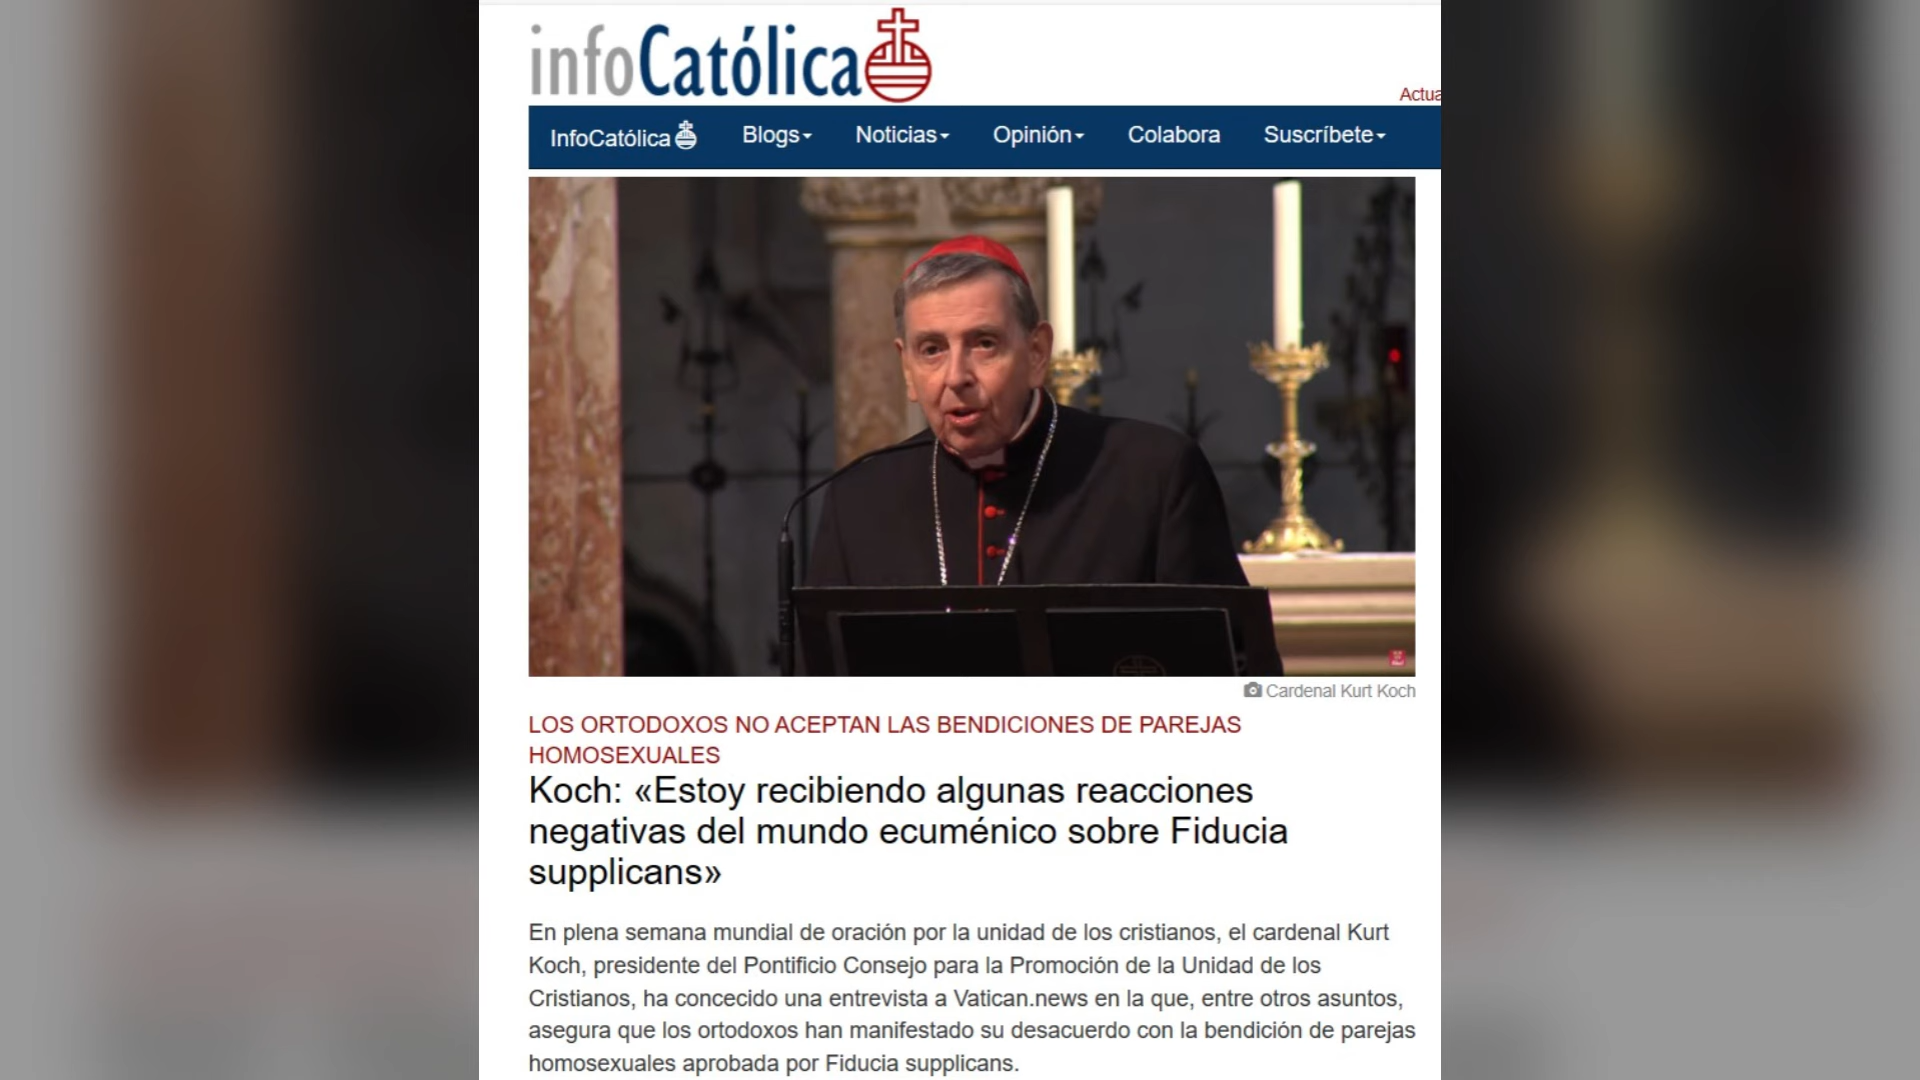 infoCatólica
Actua
InfoCatólica Blogs Noticias Opinión Colabora Suscríbete
Cardenal Kurt Koch
LOS ORTODOXOS NO ACEPTAN LAS BENDICIONES DE PAREJAS
HOMOSEXUALES
Koch: «Estoy recibiendo algunas reacciones
negativas del mundo ecuménico sobre Fiducia
supplicans»
En plena semana mundial de oración por la unidad de los cristianos, el cardenal Kurt
Koch, presidente del Pontificio Consejo para la Promoción de la Unidad de los
Cristianos, ha concecido una entrevista a Vatican.news en la que, entre otros asuntos,
asegura que los ortodoxos han manifestado su desacuerdo con la bendición de parejas
homosexuales aprobada por Fiducia supplicans.